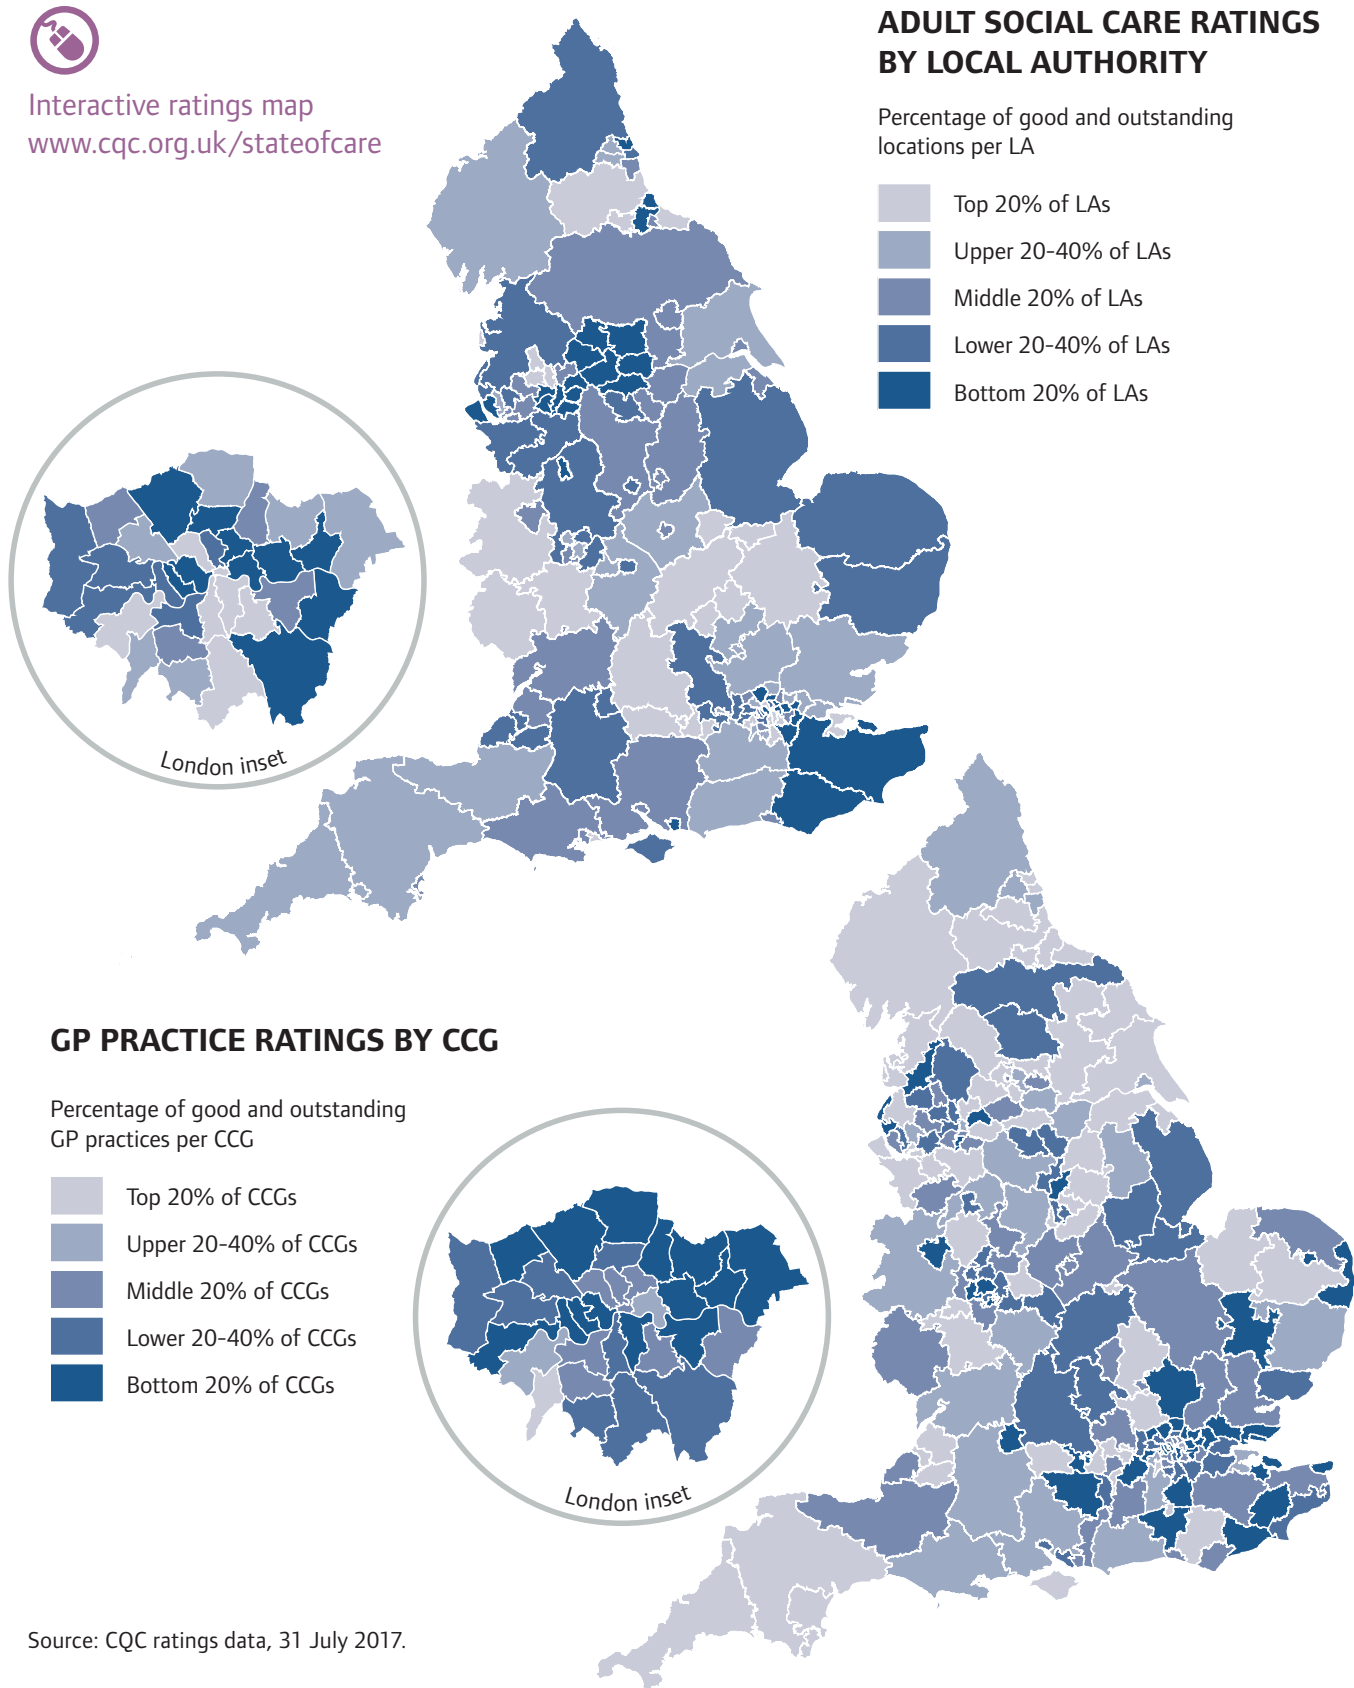 Interactive ratings map
www.cqc.org.uk/stateofcare
ADULT SOCIAL CARE RATINGS
BY LOCAL AUTHORITY
Percentage of good and outstanding
locations per LA
Top 20% of LAs
Upper 20-40% of LAs
Middle 20% of LAs
Lower 20-40% of LAs
Bottom 20% of LAs
London inset
GP PRACTICE RATINGS BY CCG
Percentage of good and outstanding
GP practices per CCG
Top 20% of CCGs
Upper 20-40% of CCGs
Middle 20% of CCGs
Lower 20-40% of CCGs
Bottom 20% of CCGs
London inset
Source: CQC ratings data, 31 July 2017.